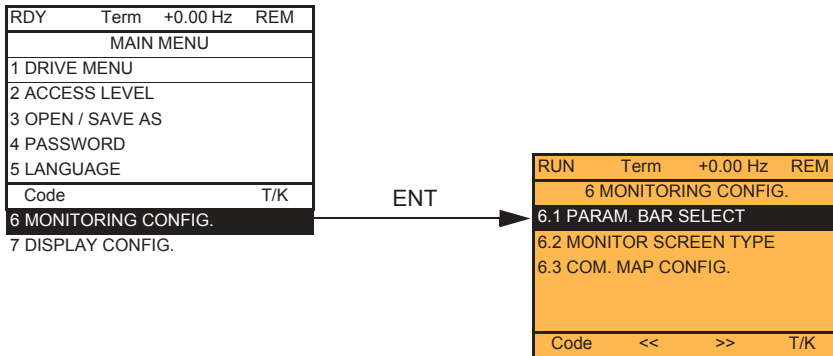 RDY Term +0.00 Hz REM
MAIN MENU
1 DRIVE MENU
2 ACCESS LEVEL
3 OPEN / SAVE AS
4 PASSWORD
5 LANGUAGE
Code T/K
6 MONITORING CONFIG.
7 DISPLAY CONFIG.
ENT
RUN Term +0.00 Hz REM
6 MONITORING CONFIG.
6.1 PARAM. BAR SELECT
6.2 MONITOR SCREEN TYPE
6.3 COM. MAP CONFIG.
Code << >> T/K